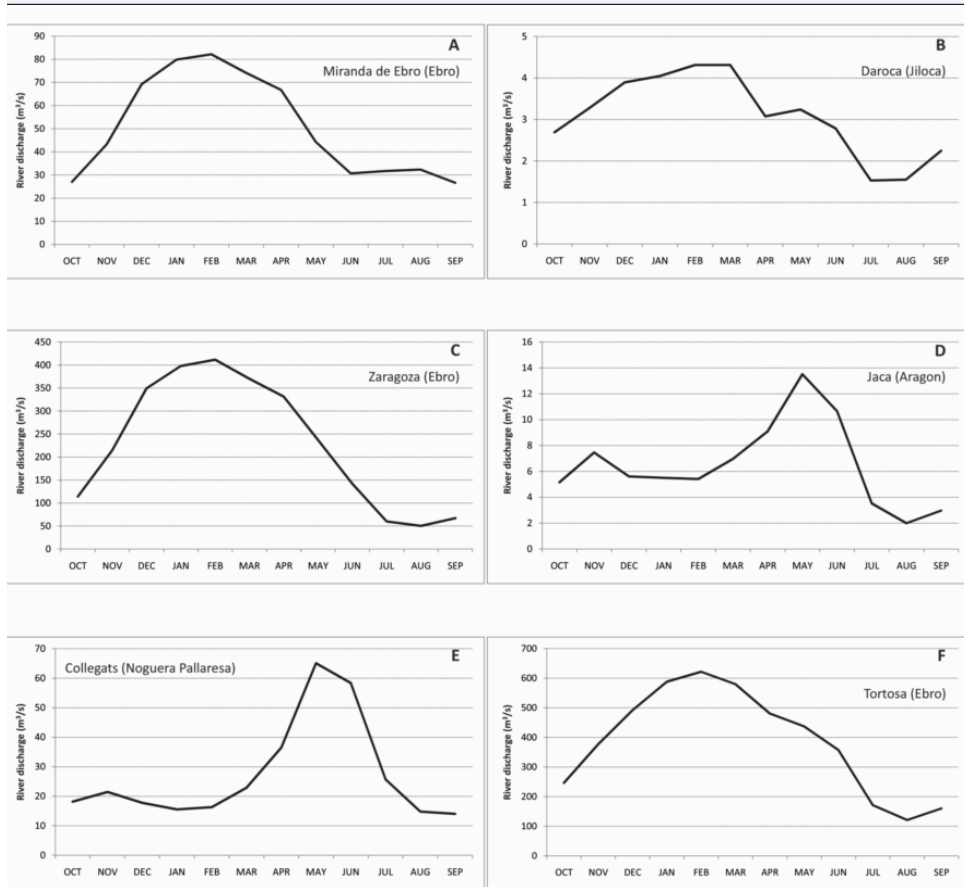 A
Miranda de Ebro (Ebro)
River discharge (m³/s)
90
80
70
60
50
40
30
20
10
0
OCT NOV DEC JAN FEB MAR APR MAY JUN JUL AUG SEP
B
Daroca (Jiloca)
River discharge (m³/s)
5
4
3
2
1
0
OCT NOV DEC JAN FEB MAR APR MAY JUN JUL AUG SEP
C
Zaragoza (Ebro)
River discharge (m³/s)
450
400
350
300
250
200
150
100
50
0
OCT NOV DEC JAN FEB MAR APR MAY JUN JUL AUG SEP
D
Jaca (Aragon)
River discharge (m³/s)
16
14
12
10
8
6
4
2
0
OCT NOV DEC JAN FEB MAR APR MAY JUN JUL AUG SEP
E
Collegats (Noguera Pallaresa)
River discharge (m³/s)
70
60
50
40
30
20
10
0
OCT NOV DEC JAN FEB MAR APR MAY JUN JUL AUG SEP
F
Tortosa (Ebro)
River discharge (m³/s)
700
600
500
400
300
200
100
0
OCT NOV DEC JAN FEB MAR APR MAY JUN JUL AUG SEP